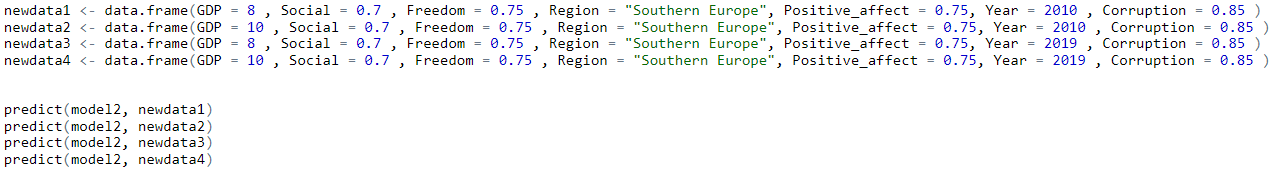 newdata1 <- data.frame(GDP = 8 , Social = 0.7 , Freedom = 0.75 , Region = "Southern Europe", Positive_affect = 0.75, Year = 2010 , Corruption = 0.85 )
newdata2 <- data.frame(GDP = 10 , Social = 0.7 , Freedom = 0.75 , Region = "Southern Europe", Positive_affect = 0.75, Year = 2010 , Corruption = 0.85 )
newdata3 <- data.frame(GDP = 8 , Social = 0.7 , Freedom = 0.75 , Region = "Southern Europe", Positive_affect = 0.75, Year = 2019 , Corruption = 0.85 )
newdata4 <- data.frame(GDP = 10 , Social = 0.7 , Freedom = 0.75 , Region = "Southern Europe", Positive_affect = 0.75, Year = 2019 , Corruption = 0.85 )
predict(model2, newdata1)
predict(model2, newdata2)
predict(model2, newdata3)
predict(model2, newdata4)